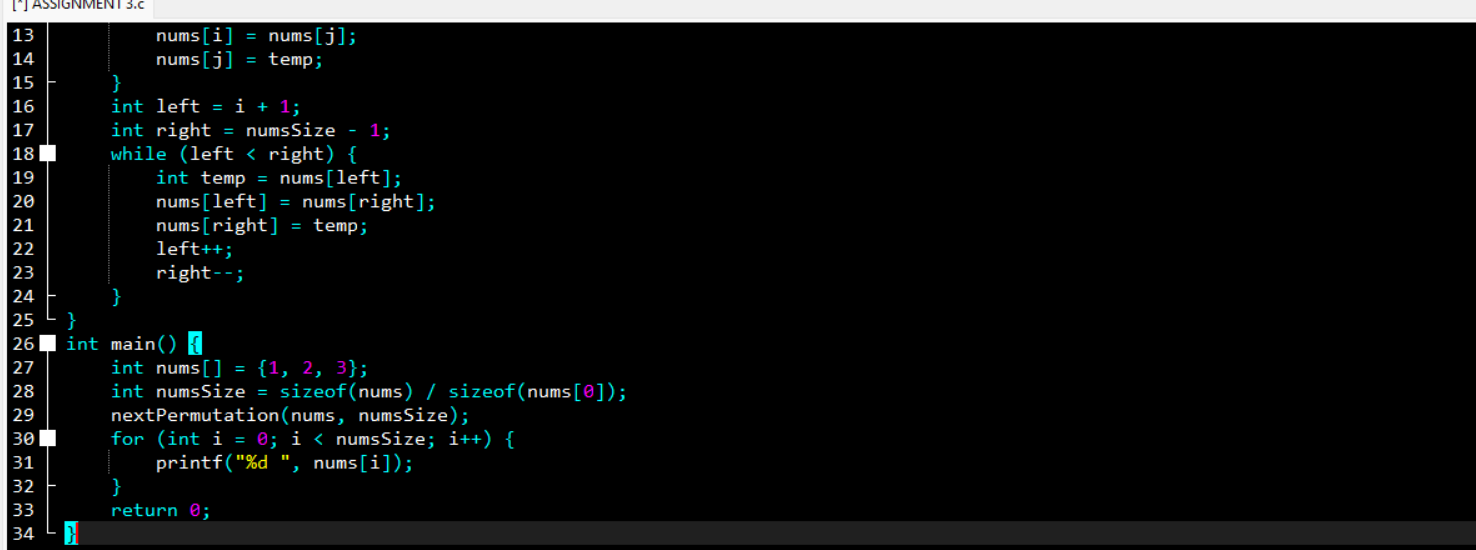 [*] ASSIGNMENT 3.c
13 nums[i] = nums[j];
14 nums[j] = temp;
15 }
16 int left = i + 1;
17 int right = numsSize - 1;
18 while (left < right) {
19 int temp = nums[left];
20 nums[left] = nums[right];
21 nums[right] = temp;
22 left++;
23 right--;
24 }
25 }
26 int main() {
27 int nums[] = {1, 2, 3};
28 int numsSize = sizeof(nums) / sizeof(nums[0]);
29 nextPermutation(nums, numsSize);
30 for (int i = 0; i < numsSize; i++) {
31 printf("%d ", nums[i]);
32 }
33 return 0;
34 }